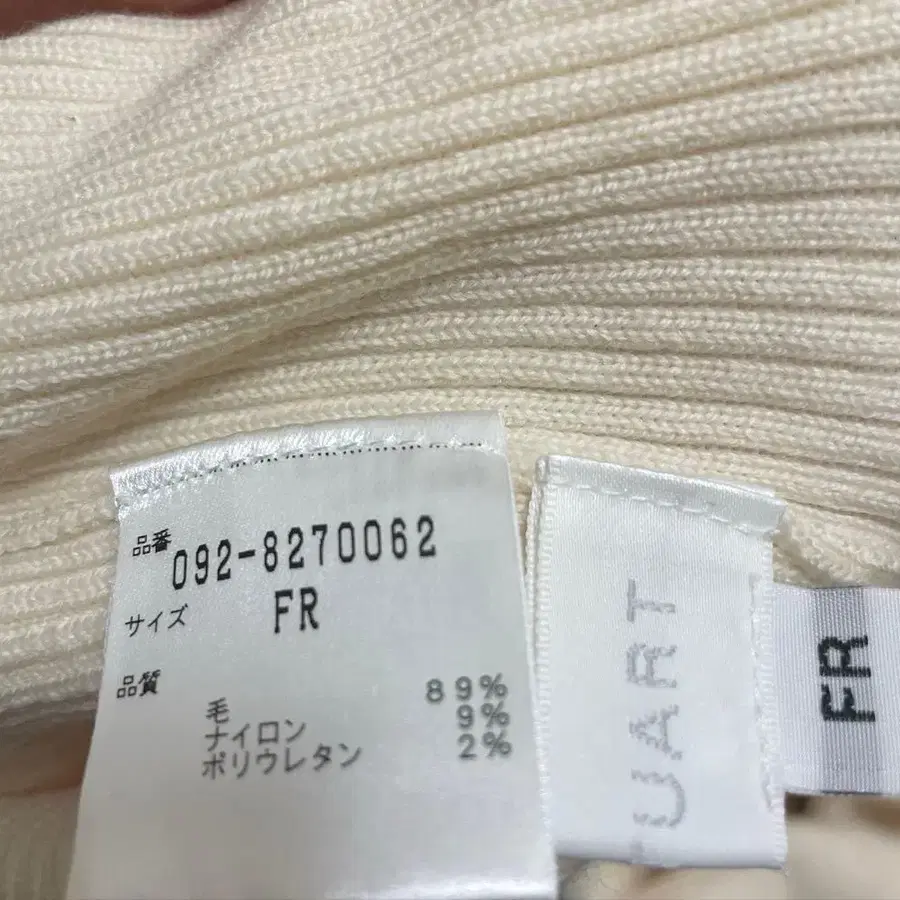 品番 092-8270062
サイズ FR
品質
毛 89%
ナイロン 9%
ポリウレタン 2%
UART
FR